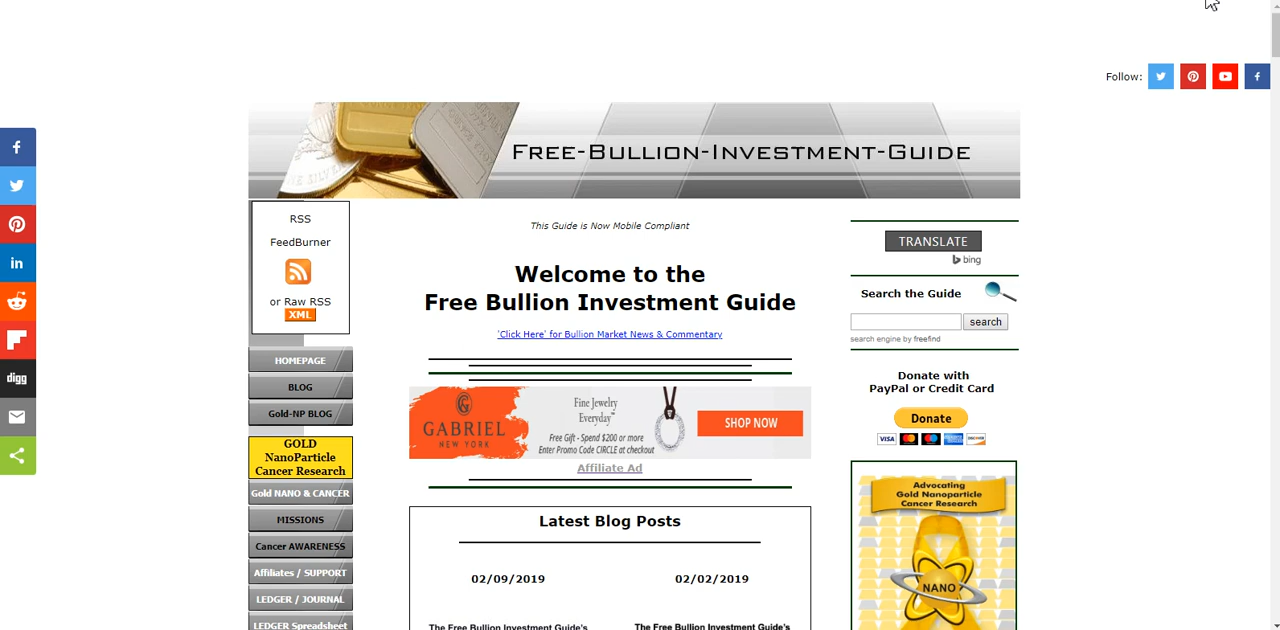 Follow:
FREE-BULLION-INVESTMENT-GUIDE
RSS
FeedBurner
or Raw RSS
XML
HOMEPAGE
BLOG
Gold-NP BLOG
GOLD
NanoParticle
Cancer Research
Gold NANO & CANCER
MISSIONS
Cancer AWARENESS
Affiliates / SUPPORT
LEDGER / JOURNAL
LEDGER Spreadsheet
in
digg
This Guide is Now Mobile Compliant
Welcome to the
Free Bullion Investment Guide
'Click Here' for Bullion Market News & Commentary
GABRIEL
NEW YORK
Fine Jewelry
Everyday™
Free Gift - Spend $200 or more
Enter Promo Code CIRCLE at checkout
SHOP NOW
Affiliate Ad
Latest Blog Posts
02/09/2019
02/02/2019
The Free Bullion Investment Guide's
The Free Bullion Investment Guide's
TRANSLATE
bing
Search the Guide
search
search engine by freefind
Donate with
PayPal or Credit Card
Donate
VISA
Advocating
Gold Nanoparticle
Cancer Research
NANO